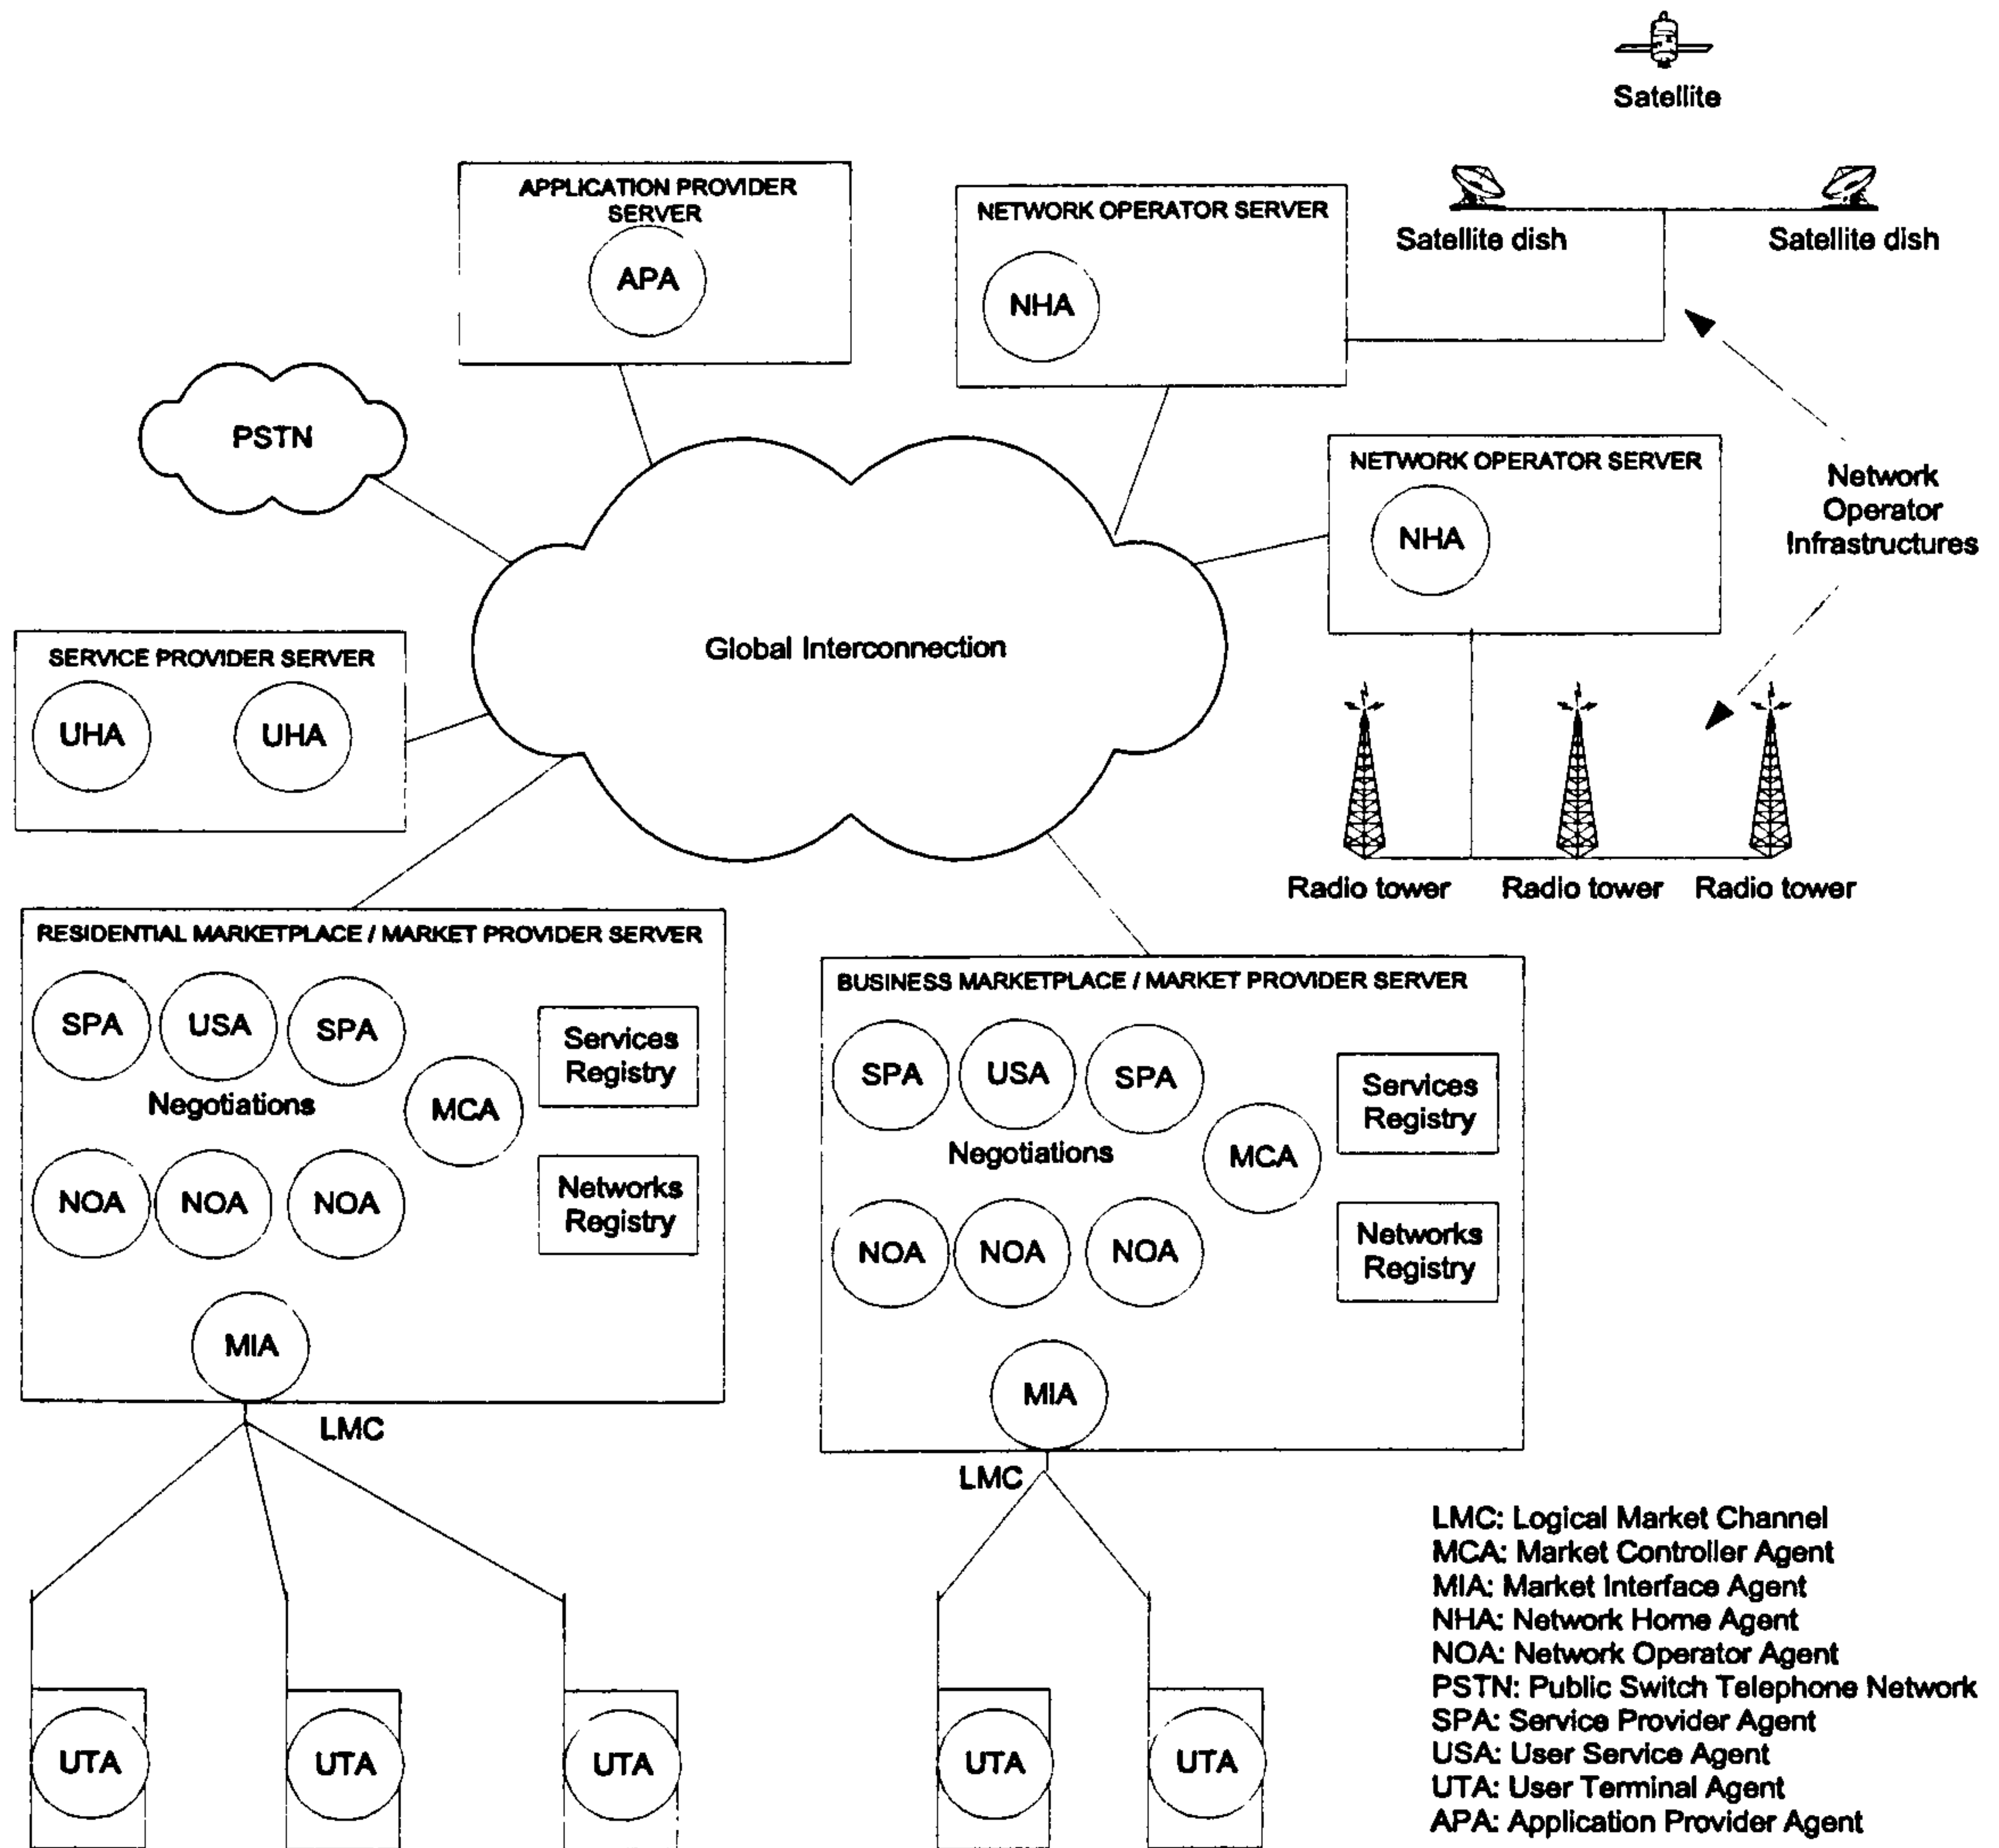 Satellite
APPLICATION PROVIDER
SERVER
APA
NETWORK OPERATOR SERVER
NHA
Satellite dish
Satellite dish
PSTN
NETWORK OPERATOR SERVER
NHA
Network
Operator
Infrastructures
Global Interconnection
SERVICE PROVIDER SERVER
UHA
UHA
Radio tower
Radio tower
Radio tower
RESIDENTIAL MARKETPLACE / MARKET PROVIDER SERVER
SPA
USA
SPA
Negotiations
MCA
Services
Registry
NOA
NOA
NOA
Networks
Registry
MIA
LMC
BUSINESS MARKETPLACE / MARKET PROVIDER SERVER
SPA
USA
SPA
Negotiations
MCA
Services
Registry
NOA
NOA
NOA
Networks
Registry
MIA
LMC
UTA
UTA
UTA
UTA
UTA
LMC: Logical Market Channel
MCA: Market Controller Agent
MIA: Market Interface Agent
NHA: Network Home Agent
NOA: Network Operator Agent
PSTN: Public Switch Telephone Network
SPA: Service Provider Agent
USA: User Service Agent
UTA: User Terminal Agent
APA: Application Provider Agent